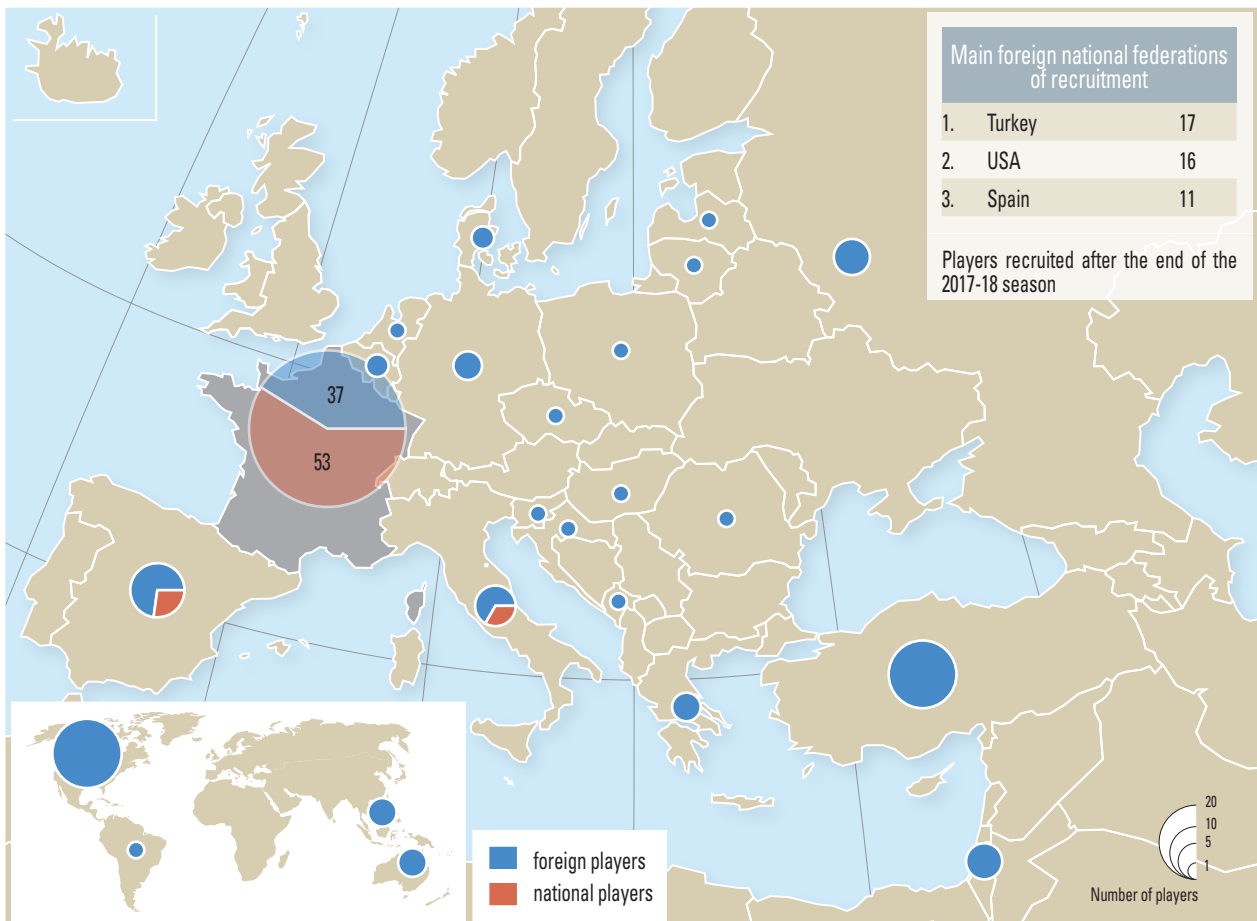 Main foreign national federations
of recruitment
1. Turkey 17
2. USA 16
3. Spain 11
Players recruited after the end of the
2017-18 season
37
53
20
10
5
1
Number of players
foreign players
national players